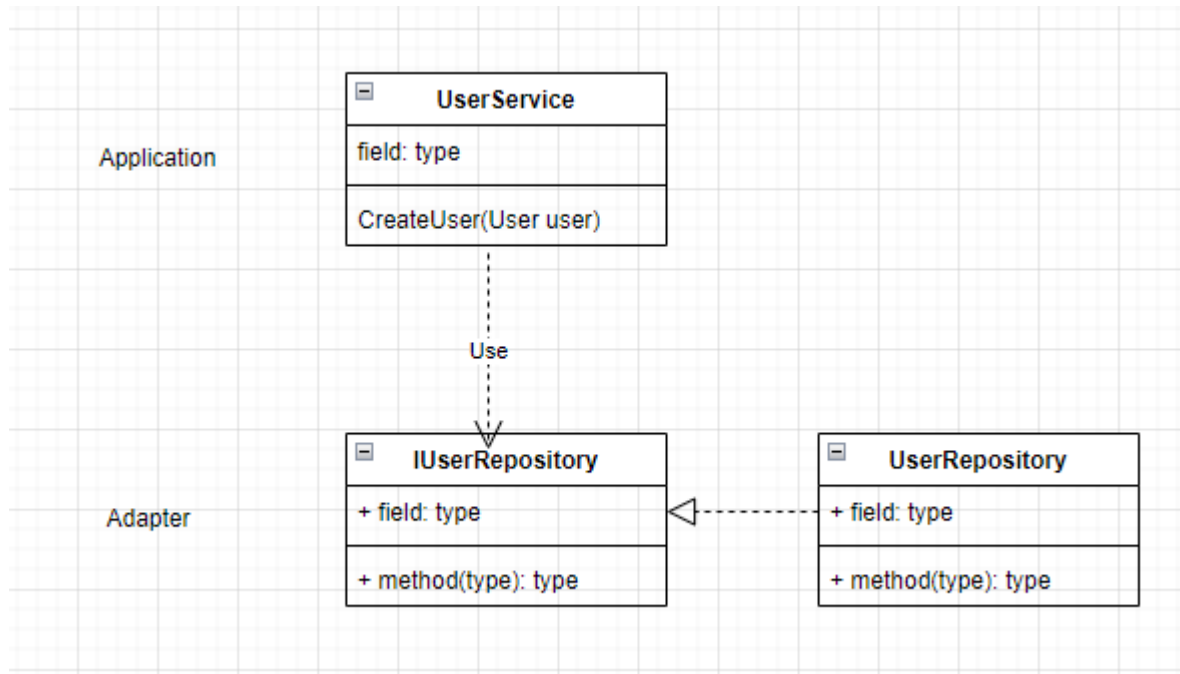 UserService
Application
field: type
CreateUser(User user)
Use
IUserRepository
UserRepository
Adapter
+ field: type
+ field: type
+ method(type): type
+ method(type): type